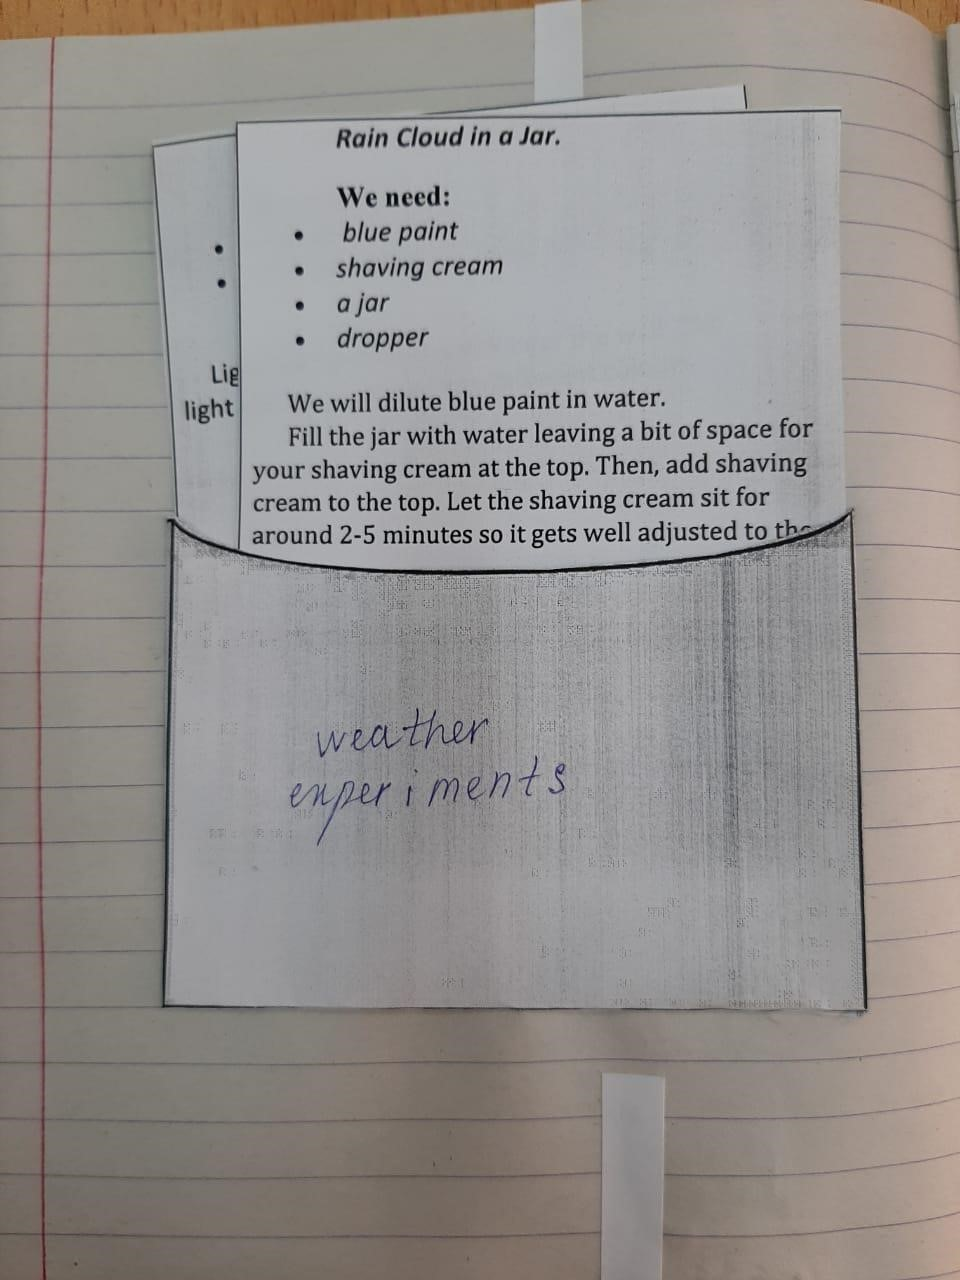 Rain Cloud in a Jar.
We need:
• blue paint
• shaving cream
• a jar
• dropper
Lig
light
We will dilute blue paint in water.
Fill the jar with water leaving a bit of space for
your shaving cream at the top. Then, add shaving
cream to the top. Let the shaving cream sit for
around 2-5 minutes so it gets well adjusted to the
weather
experiments